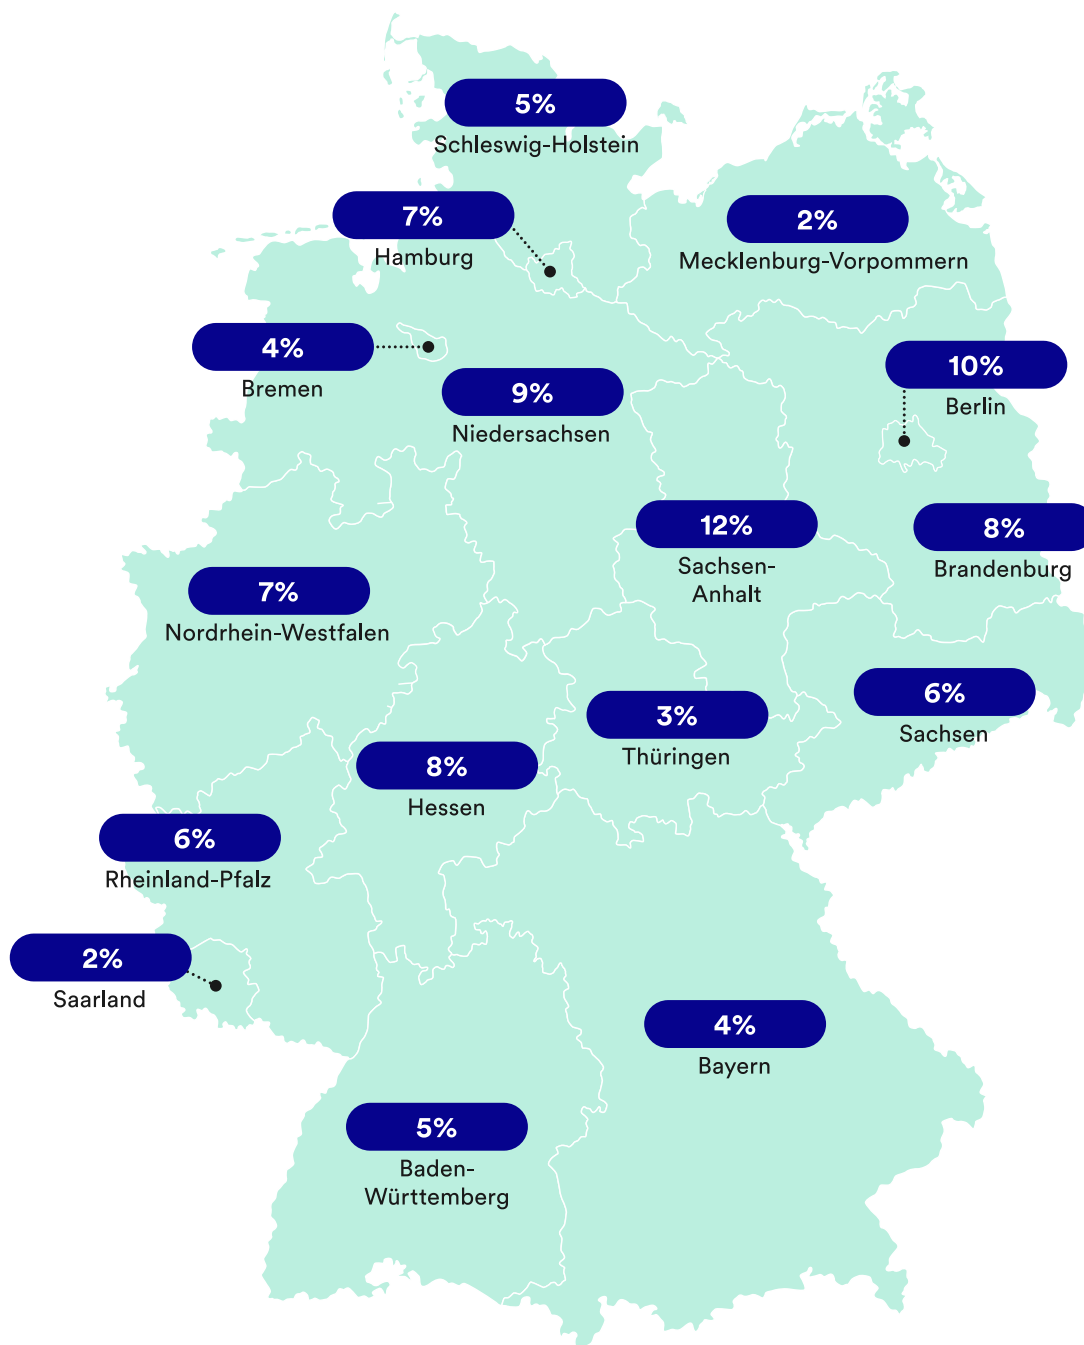 5%
Schleswig-Holstein
7%
Hamburg
2%
Mecklenburg-Vorpommern
4%
Bremen
9%
Niedersachsen
10%
Berlin
12%
Sachsen-
Anhalt
8%
Brandenburg
7%
Nordrhein-Westfalen
6%
Sachsen
3%
Thüringen
8%
Hessen
6%
Rheinland-Pfalz
2%
Saarland
4%
Bayern
5%
Baden-
Württemberg